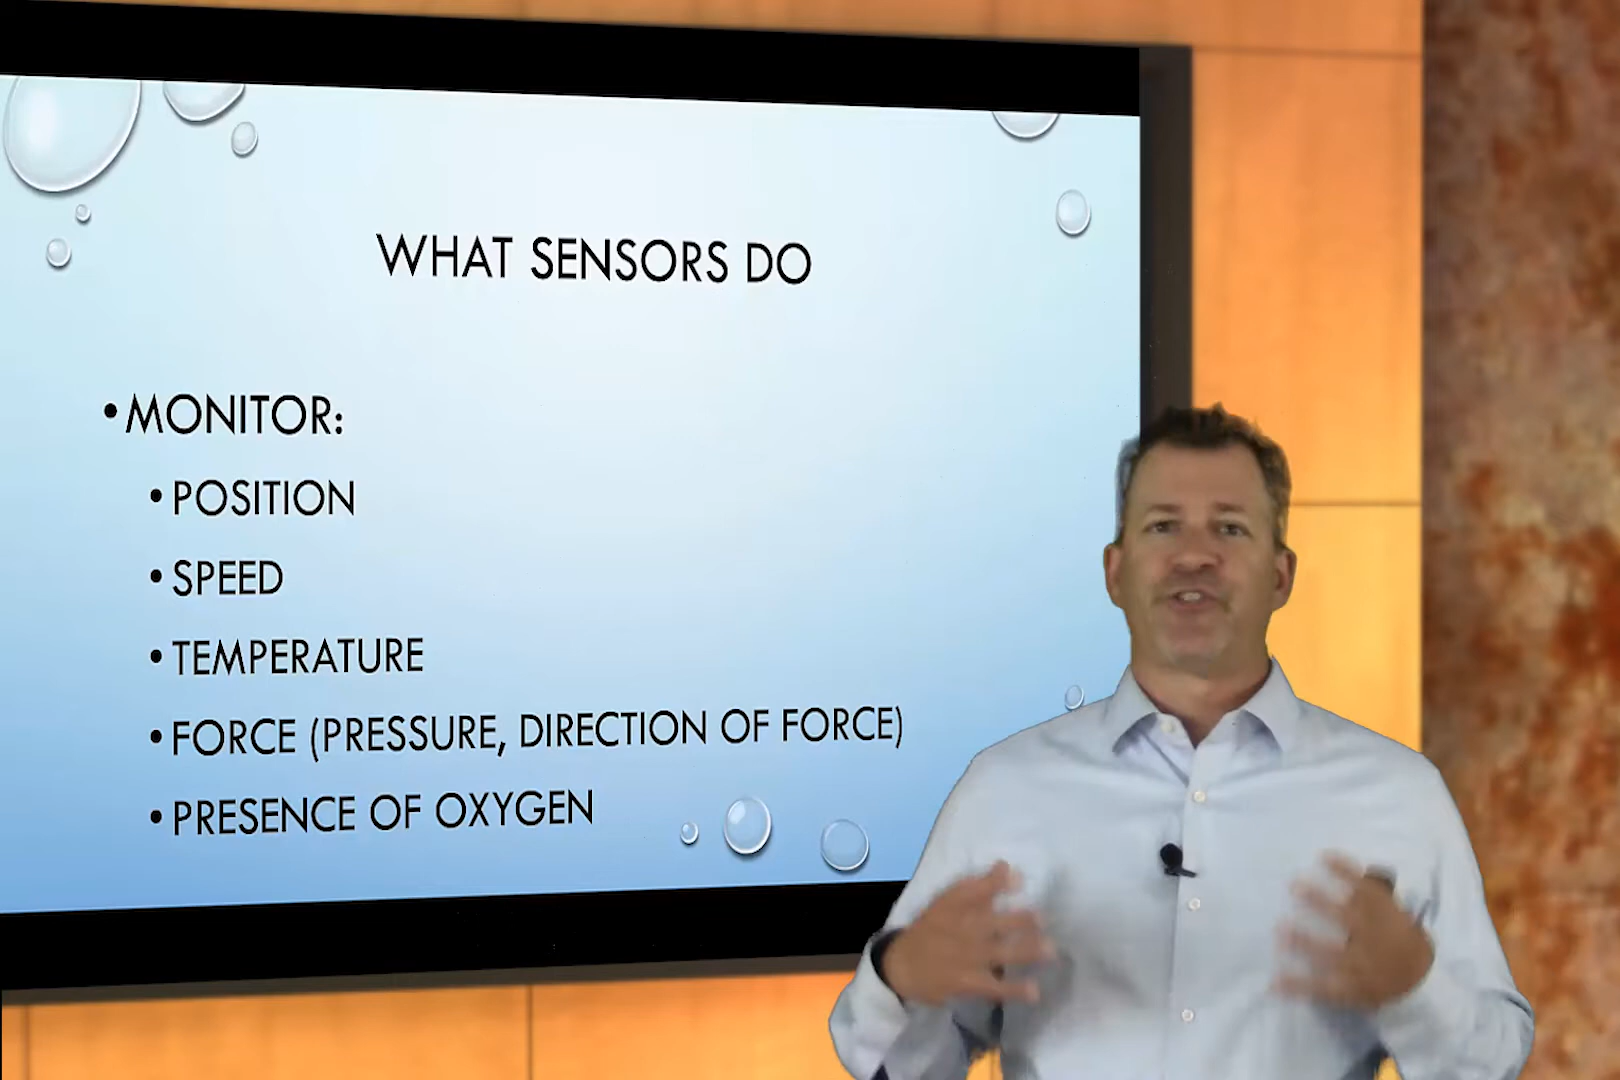 WHAT SENSORS DO
•MONITOR:
•POSITION
•SPEED
•TEMPERATURE
•FORCE (PRESSURE, DIRECTION OF FORCE)
•PRESENCE OF OXYGEN